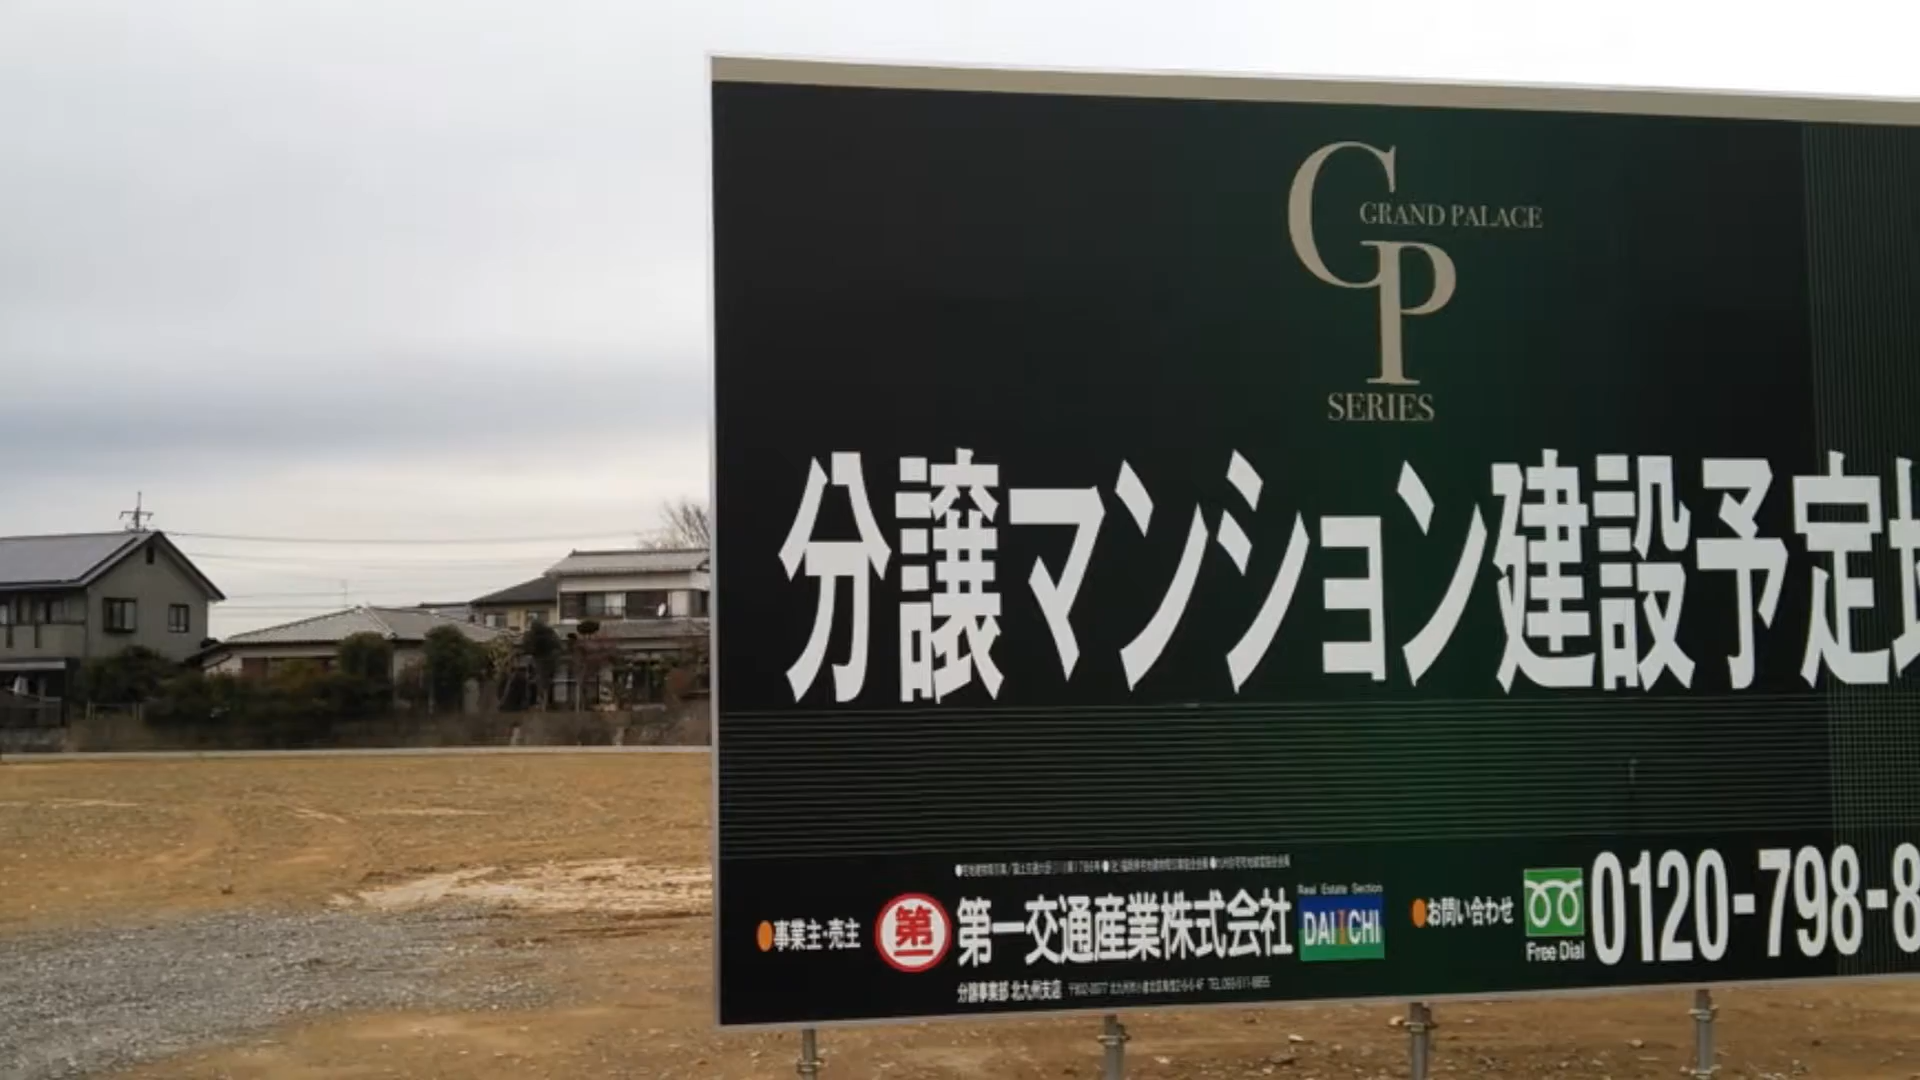 GRAND PALACE
GP
SERIES
分譲マンション建設予定地
●事業主・売主
第一
第一交通産業株式会社
Real Estate Section
DAIICHI
●お問い合わせ
Free Dial
0120-798-8
分譲事業部 北九州支店